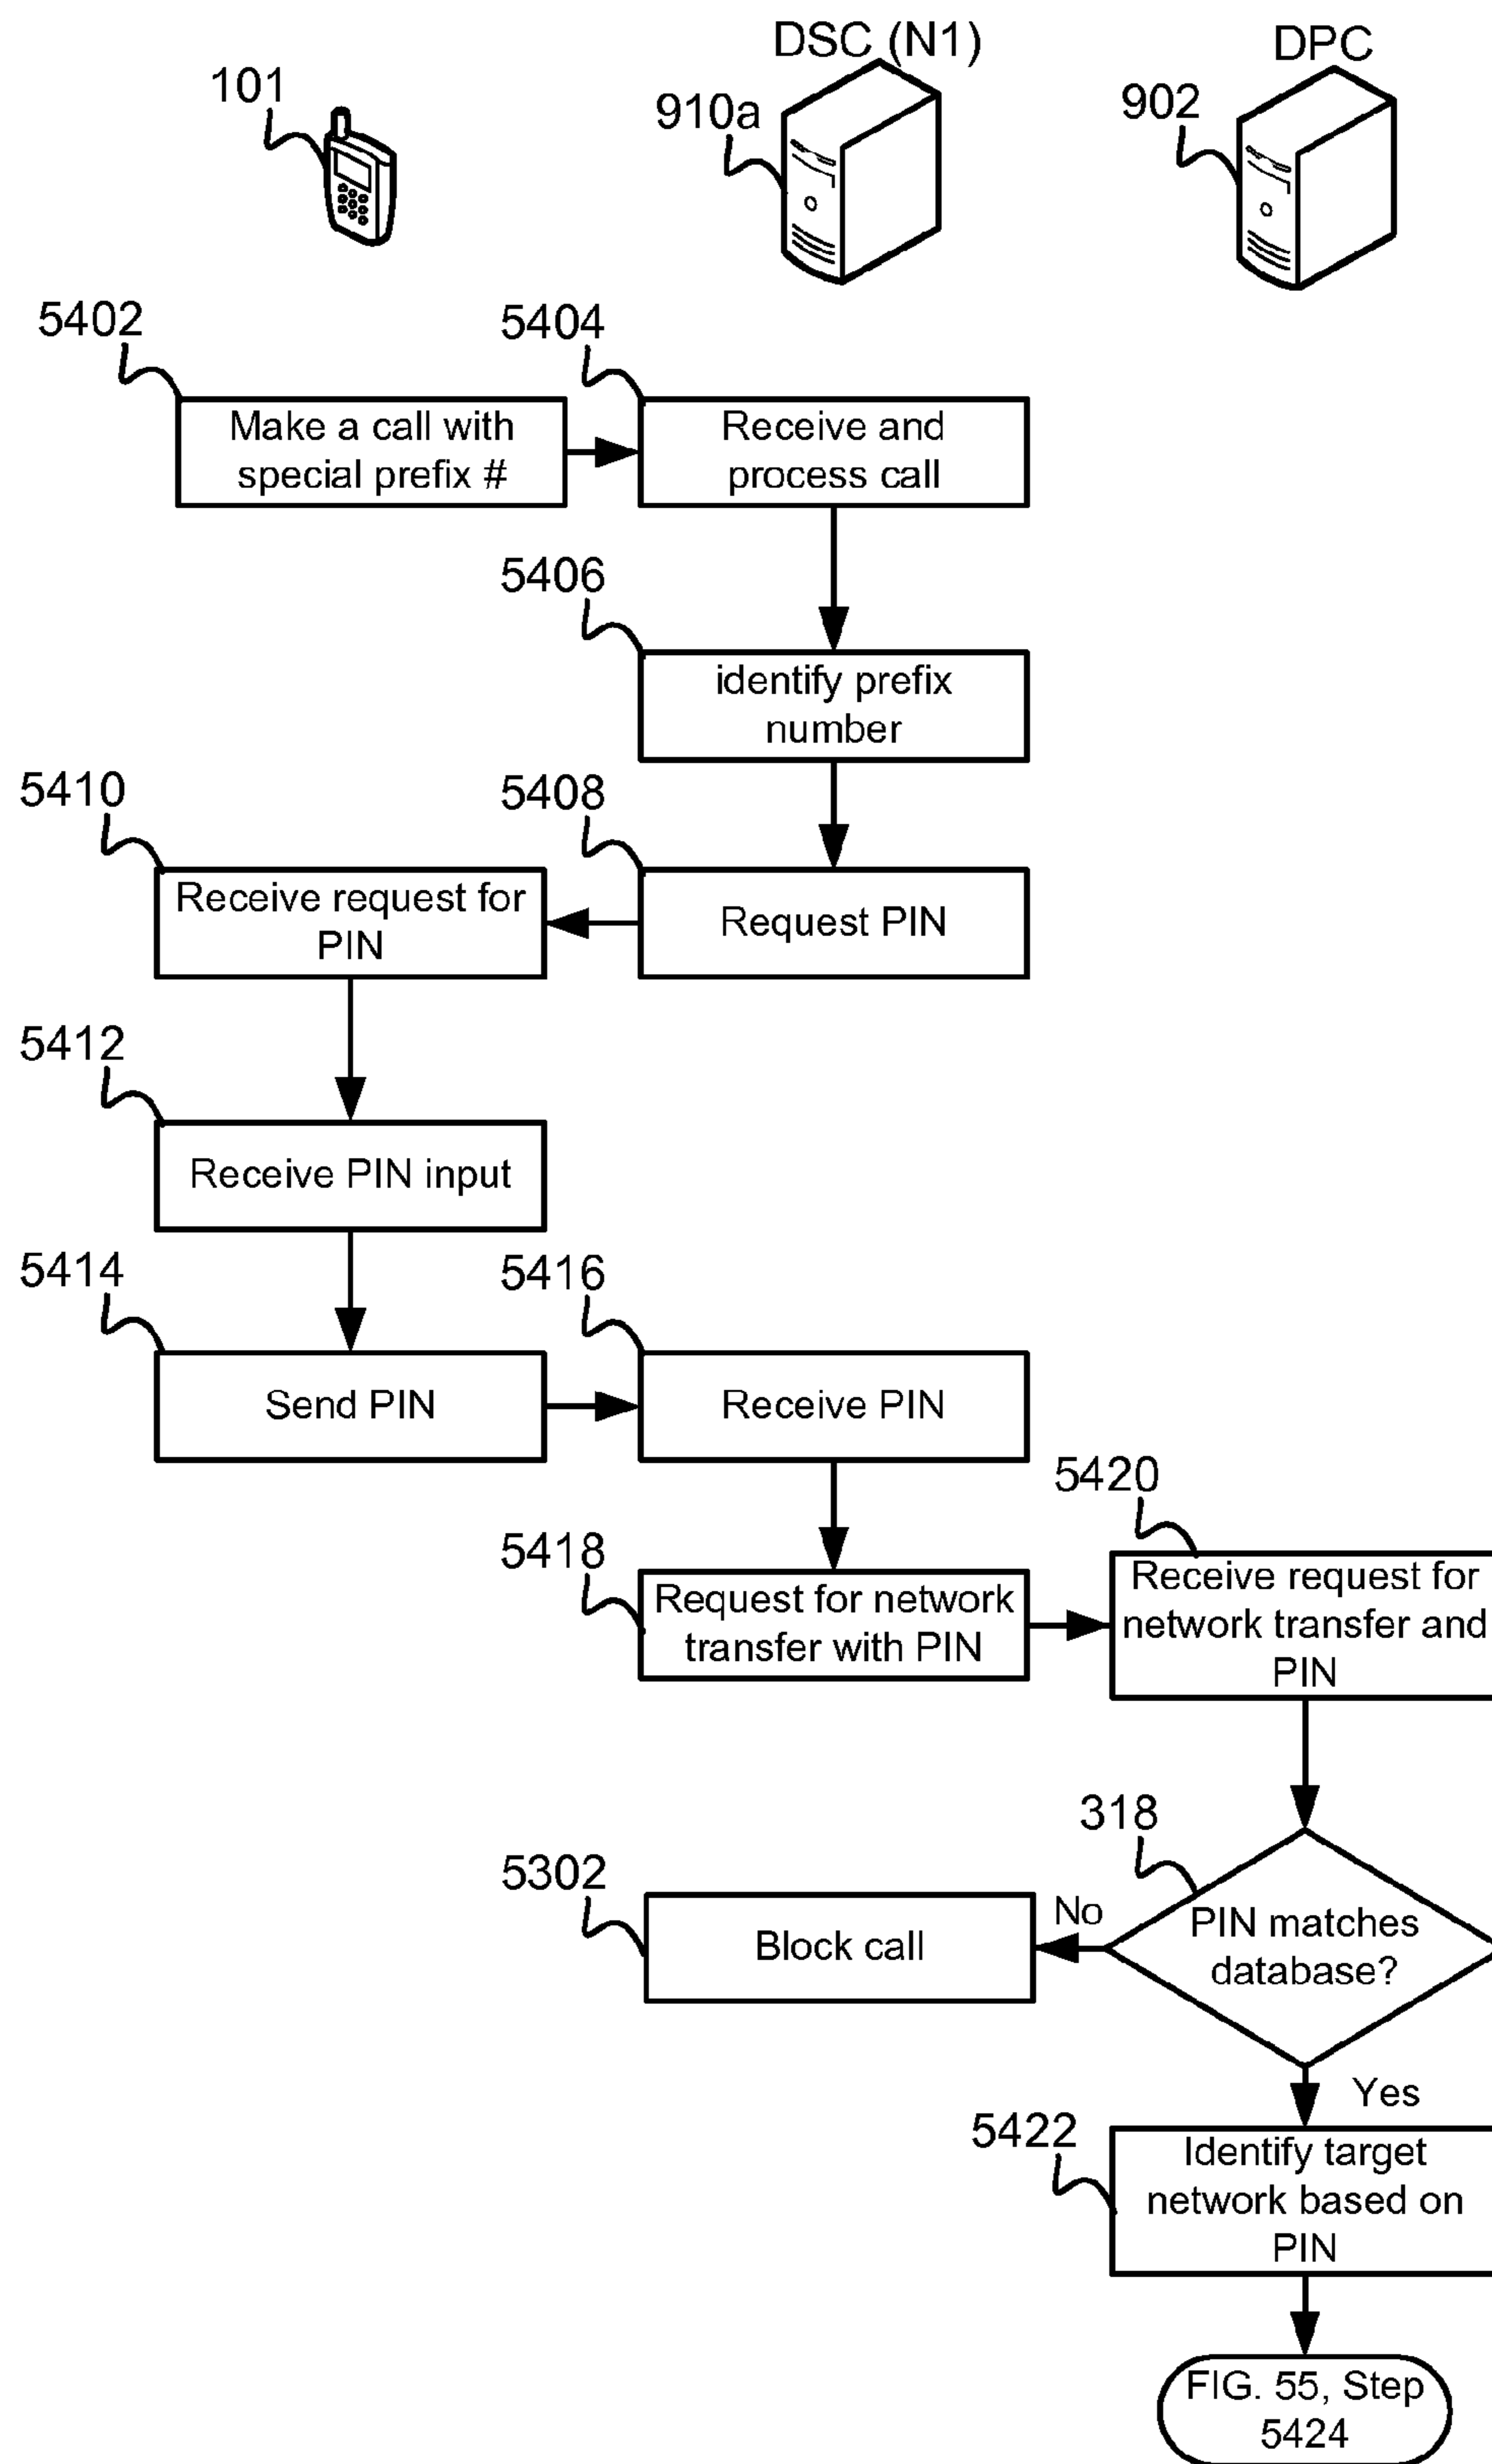 DSC (N1)
DPC
101
910a
902
5402
5404
Make a call with
special prefix #
Receive and
process call
5406
identify prefix
number
5410
5408
Receive request for
PIN
Request PIN
5412
Receive PIN input
5414
5416
Send PIN
Receive PIN
5420
5418
Request for network
transfer with PIN
Receive request for
network transfer and
PIN
318
5302
Block call
No
PIN matches
database?
Yes
5422
Identify target
network based on
PIN
FIG. 55, Step
5424